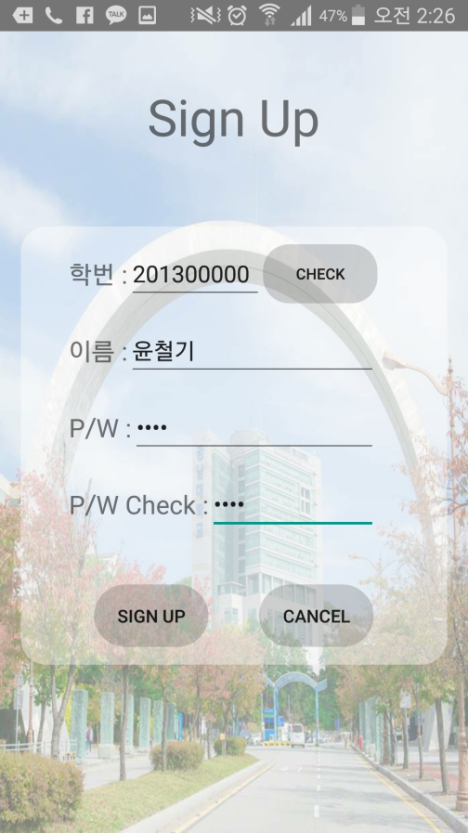 TALK 47% 오전 2:26
Sign Up
학번 : 201300000 CHECK
이름 : 윤철기
P/W : ••••
P/W Check : ••••
SIGN UP CANCEL